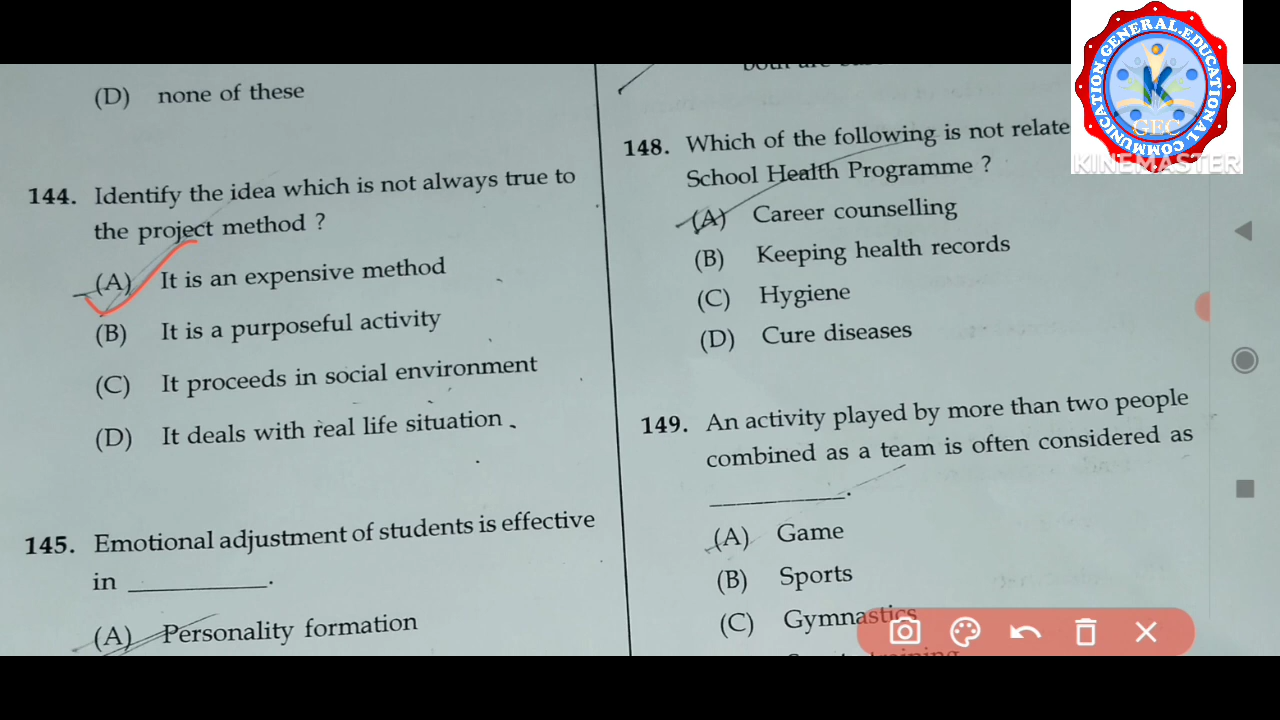 (D) none of these
144. Identify the idea which is not always true to
the project method ?
(A) It is an expensive method
(B) It is a purposeful activity
(C) It proceeds in social environment
(D) It deals with real life situation
145. Emotional adjustment of students is effective
in ____________.
(A) Personality formation
148. Which of the following is not relate
School Health Programme ?
(A) Career counselling
(B) Keeping health records
(C) Hygiene
(D) Cure diseases
149. An activity played by more than two people
combined as a team is often considered as
____________.
(A) Game
(B) Sports
(C) Gymnastics
GENERAL.EDUCATIONAL COMMUNICATION.
GEC
KINEMASTER